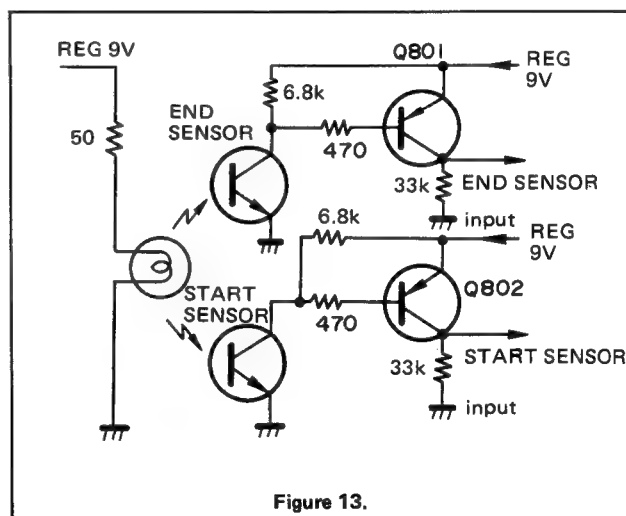 REG 9V
50
END
SENSOR
6.8k
470
Q801
REG
9V
END SENSOR
33k
input
START
SENSOR
6.8k
470
REG
9V
Q802
START SENSOR
33k
input
Figure 13.